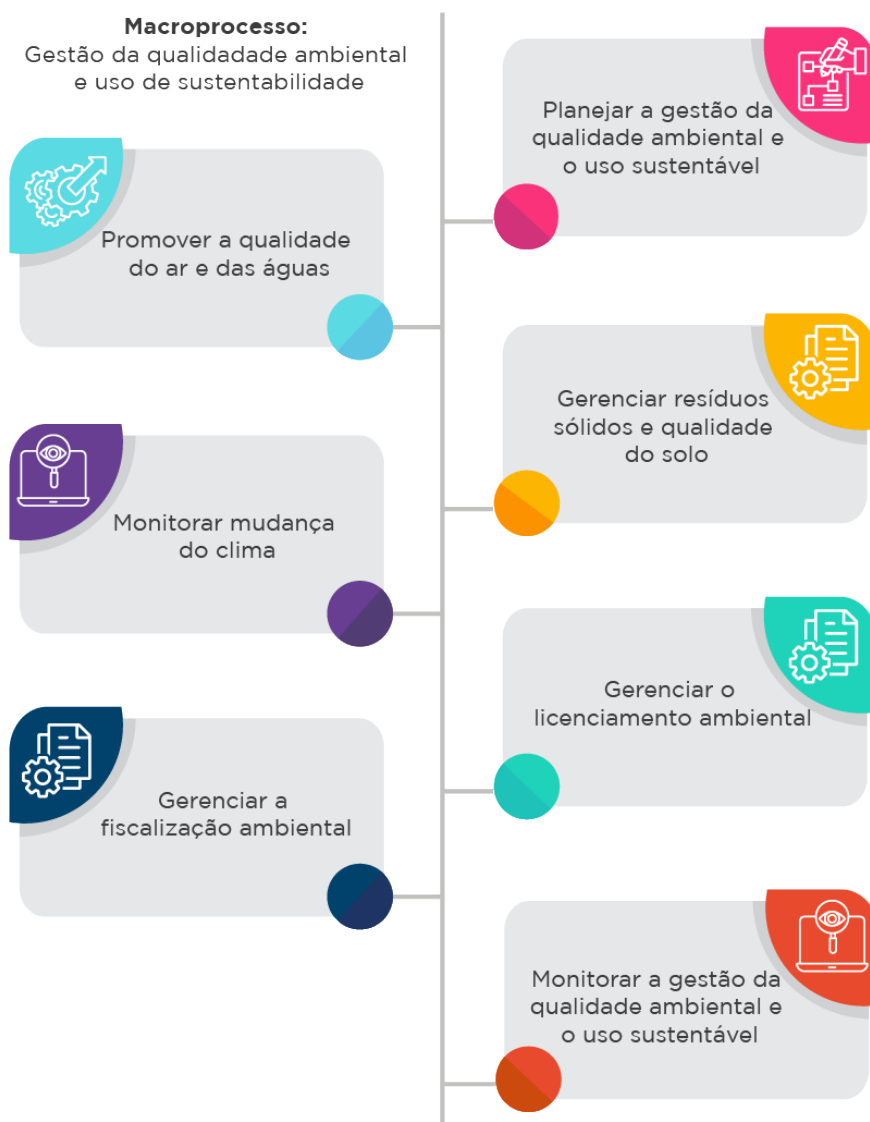 Macroprocesso:
Gestão da qualidadade ambiental
e uso de sustentabilidade
Planejar a gestão da
qualidade ambiental e
o uso sustentável
Promover a qualidade
do ar e das águas
Gerenciar resíduos
sólidos e qualidade
do solo
Monitorar mudança
do clima
Gerenciar o
licenciamento ambiental
Gerenciar a
fiscalização ambiental
Monitorar a gestão da
qualidade ambiental e
o uso sustentável